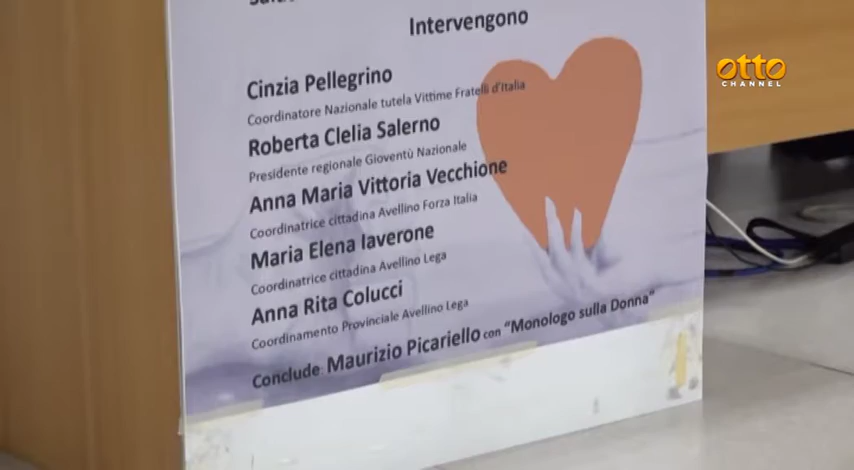 Intervengono
Cinzia Pellegrino
Coordinatore Nazionale tutela Vittime Fratelli d'Italia
Roberta Clelia Salerno
Presidente regionale Gioventù Nazionale
Anna Maria Vittoria Vecchione
Coordinatrice cittadina Avellino Forza Italia
Maria Elena Iaverone
Coordinatrice cittadina Avellino Lega
Anna Rita Colucci
Coordinamento Provinciale Avellino Lega
Conclude: Maurizio Picariello con "Monologo sulla Donna"
otto
CHANNEL